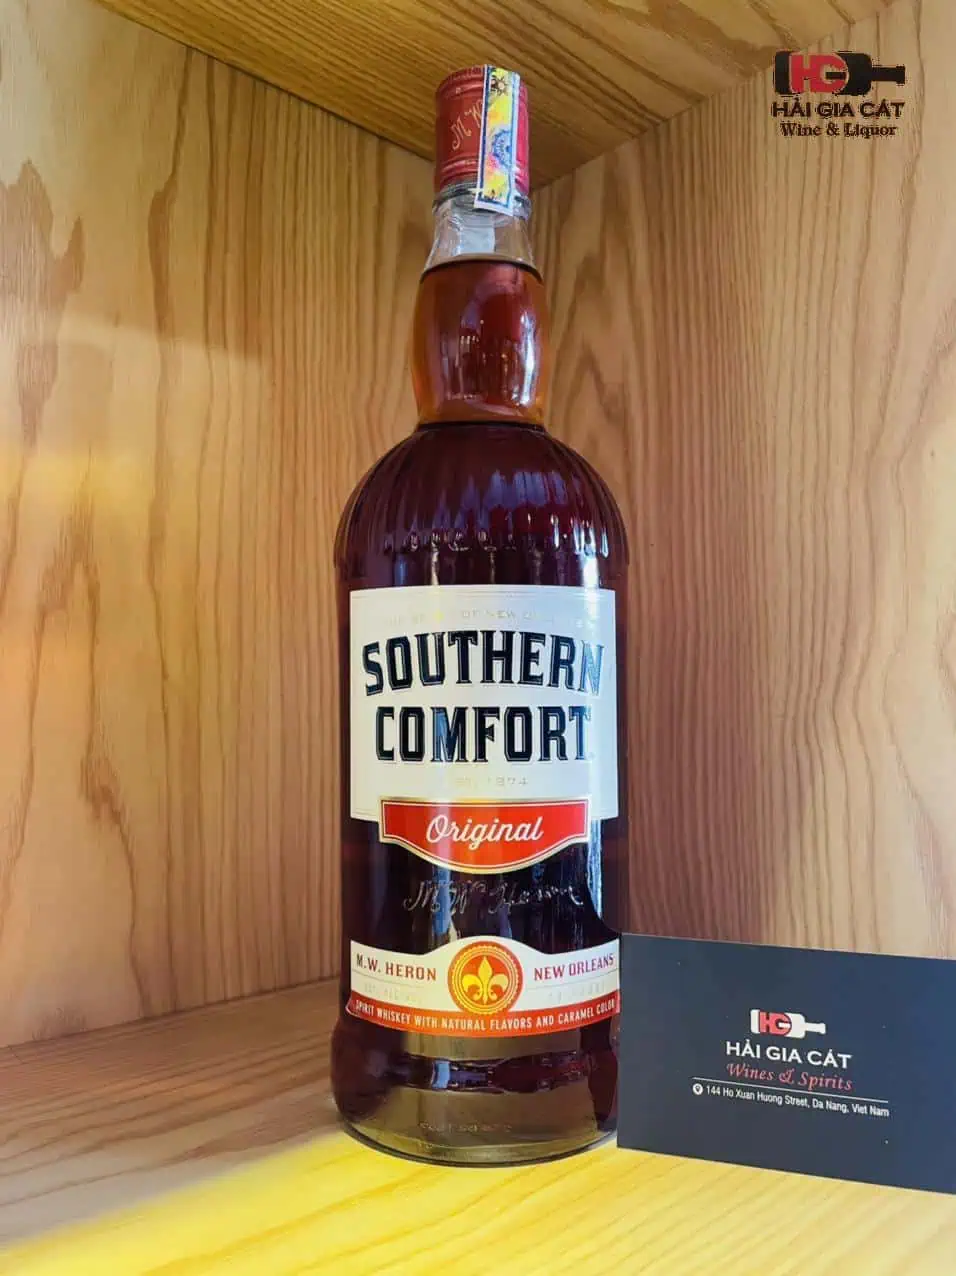 HG
HẢI GIA CÁT
Wine & Liquor
SOUTHERN
COMFORT
Original
M.W. Heron
M.W. HERON
NEW ORLEANS
SPIRIT WHISKEY WITH NATURAL FLAVORS AND CARAMEL COLOR
HG
HẢI GIA CÁT
Wines & Spirits
144 Ho Xuan Huong Street, Da Nang, Viet Nam